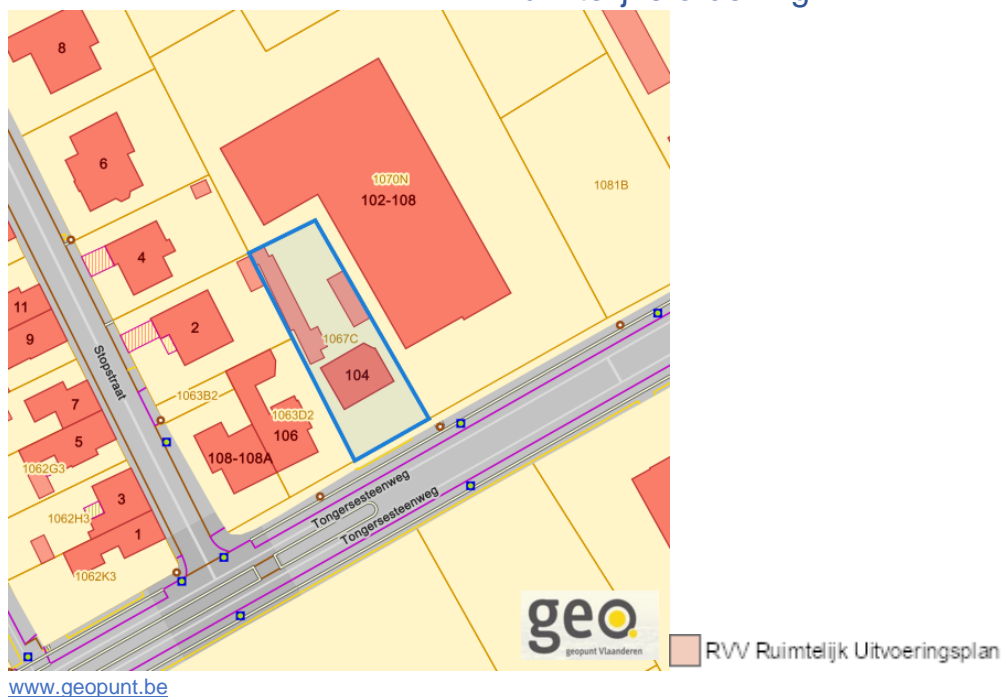 8
6
1070N
102-108
1081B
4
11
2
9
1067C
Stopstraat
104
1063B2
7
1063D2
5
106
108-108A
1062G3
3
Tongersesteenweg
1062H3
1
Tongersesteenweg
1062K3
geo
geopunt Vlaanderen
RVV Ruimtelijk Uitvoeringsplan
www.geopunt.be